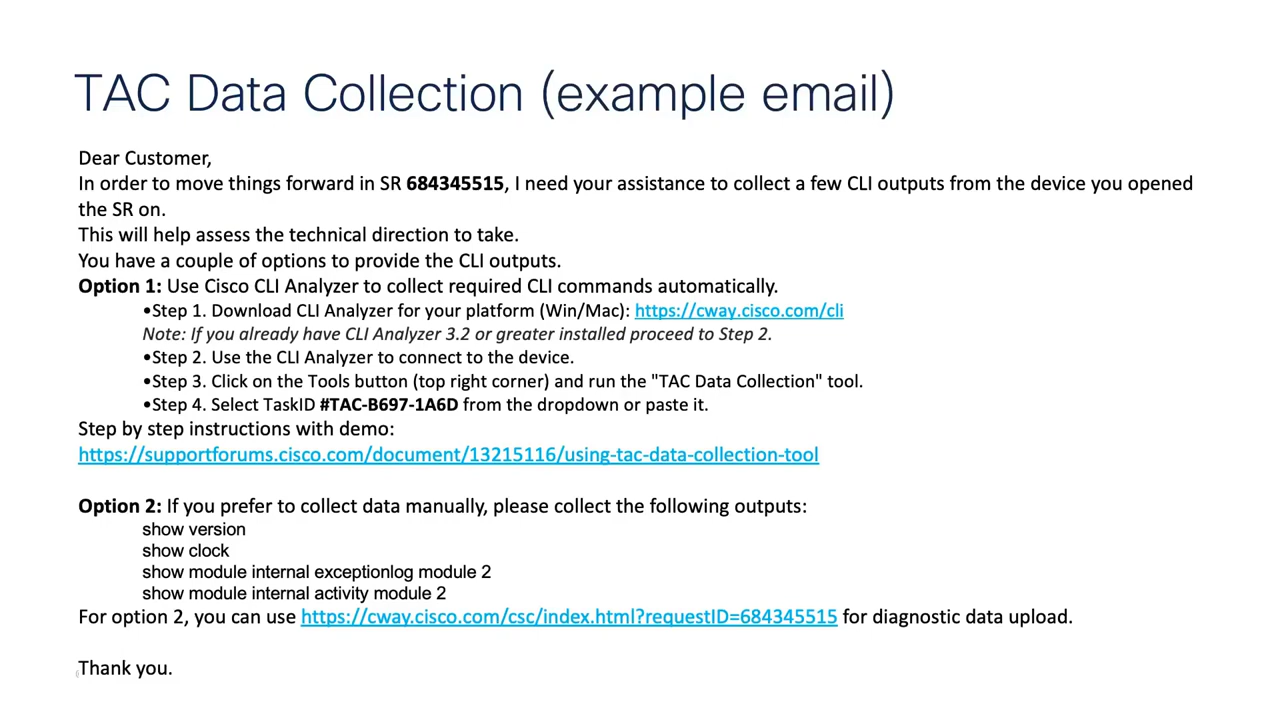 TAC Data Collection (example email)
Dear Customer,
In order to move things forward in SR 684345515, I need your assistance to collect a few CLI outputs from the device you opened
the SR on.
This will help assess the technical direction to take.
You have a couple of options to provide the CLI outputs.
Option 1: Use Cisco CLI Analyzer to collect required CLI commands automatically.
•Step 1. Download CLI Analyzer for your platform (Win/Mac): https://cway.cisco.com/cli
Note: If you already have CLI Analyzer 3.2 or greater installed proceed to Step 2.
•Step 2. Use the CLI Analyzer to connect to the device.
•Step 3. Click on the Tools button (top right corner) and run the "TAC Data Collection" tool.
•Step 4. Select TaskID #TAC-B697-1A6D from the dropdown or paste it.
Step by step instructions with demo:
https://supportforums.cisco.com/document/13215116/using-tac-data-collection-tool
Option 2: If you prefer to collect data manually, please collect the following outputs:
show version
show clock
show module internal exceptionlog module 2
show module internal activity module 2
For option 2, you can use https://cway.cisco.com/csc/index.html?requestID=684345515 for diagnostic data upload.
Thank you.